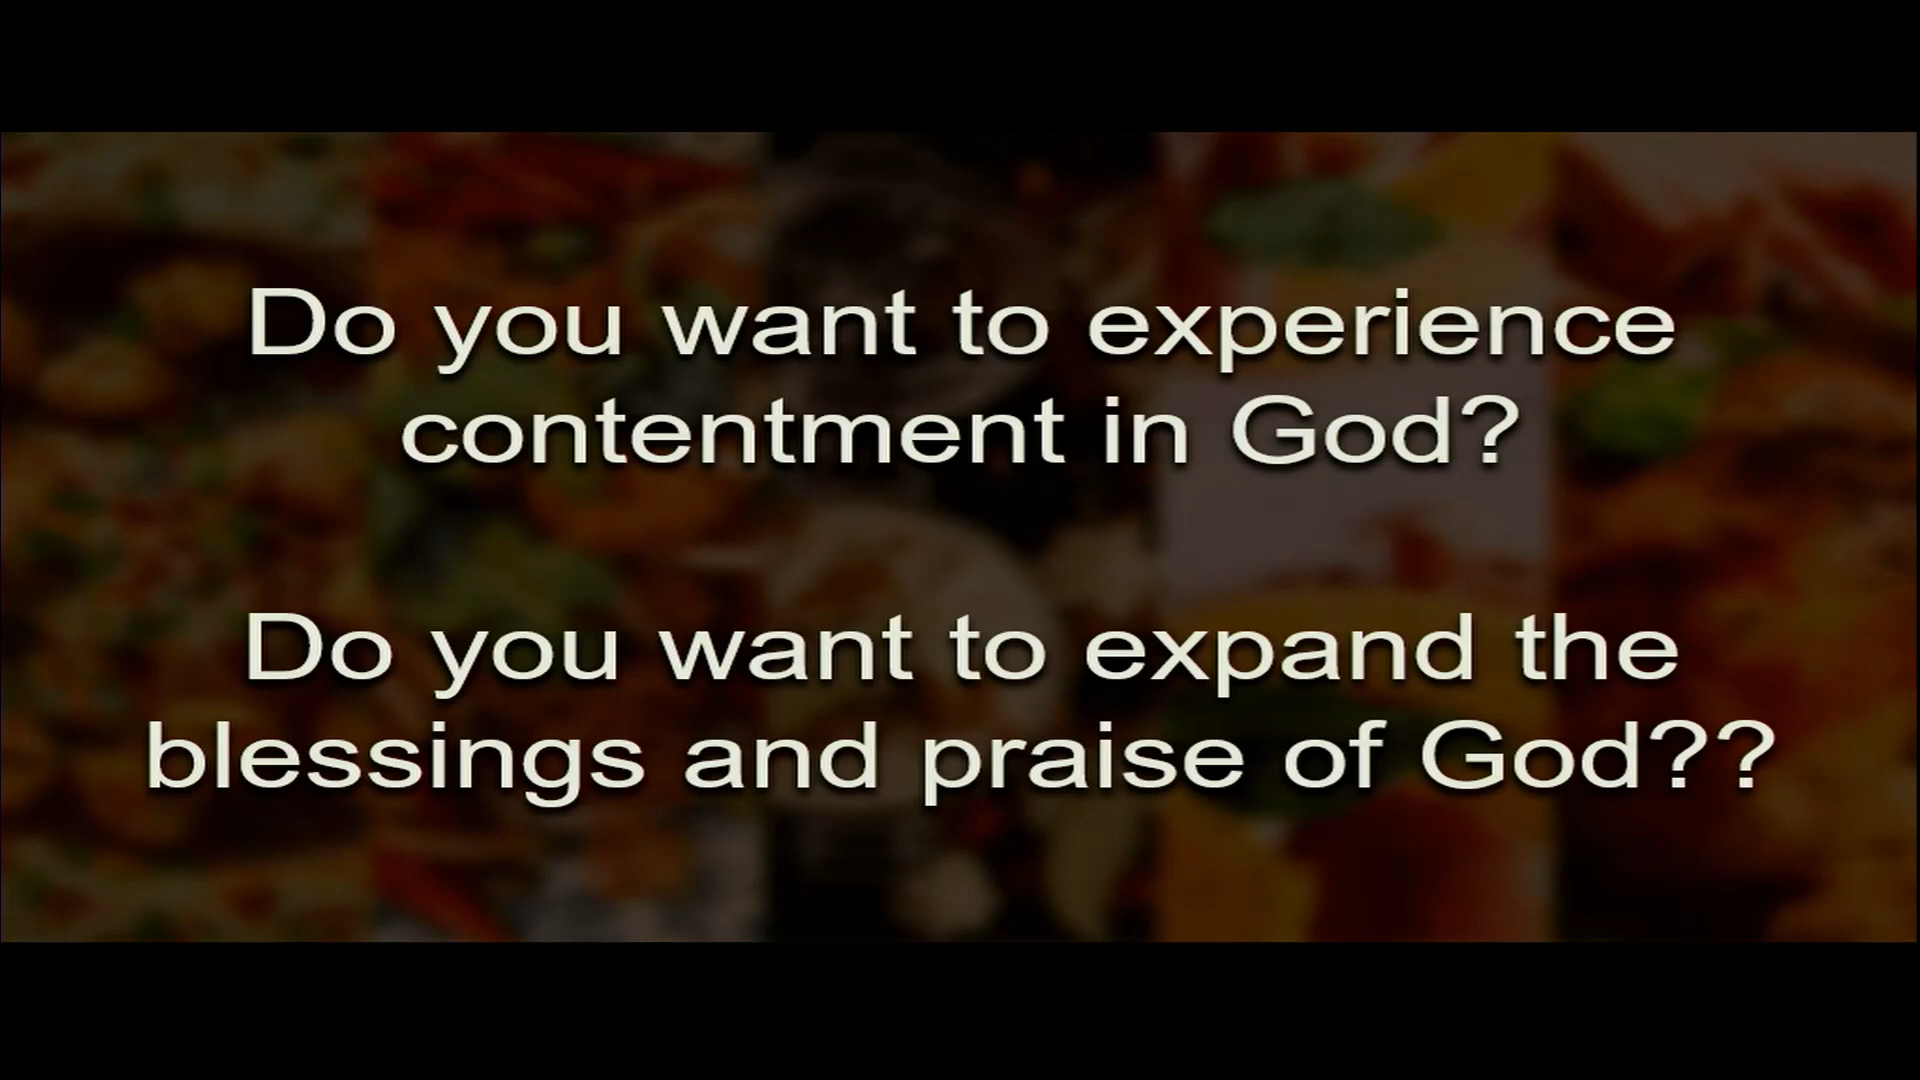 Do you want to experience
contentment in God?
Do you want to expand the
blessings and praise of God??